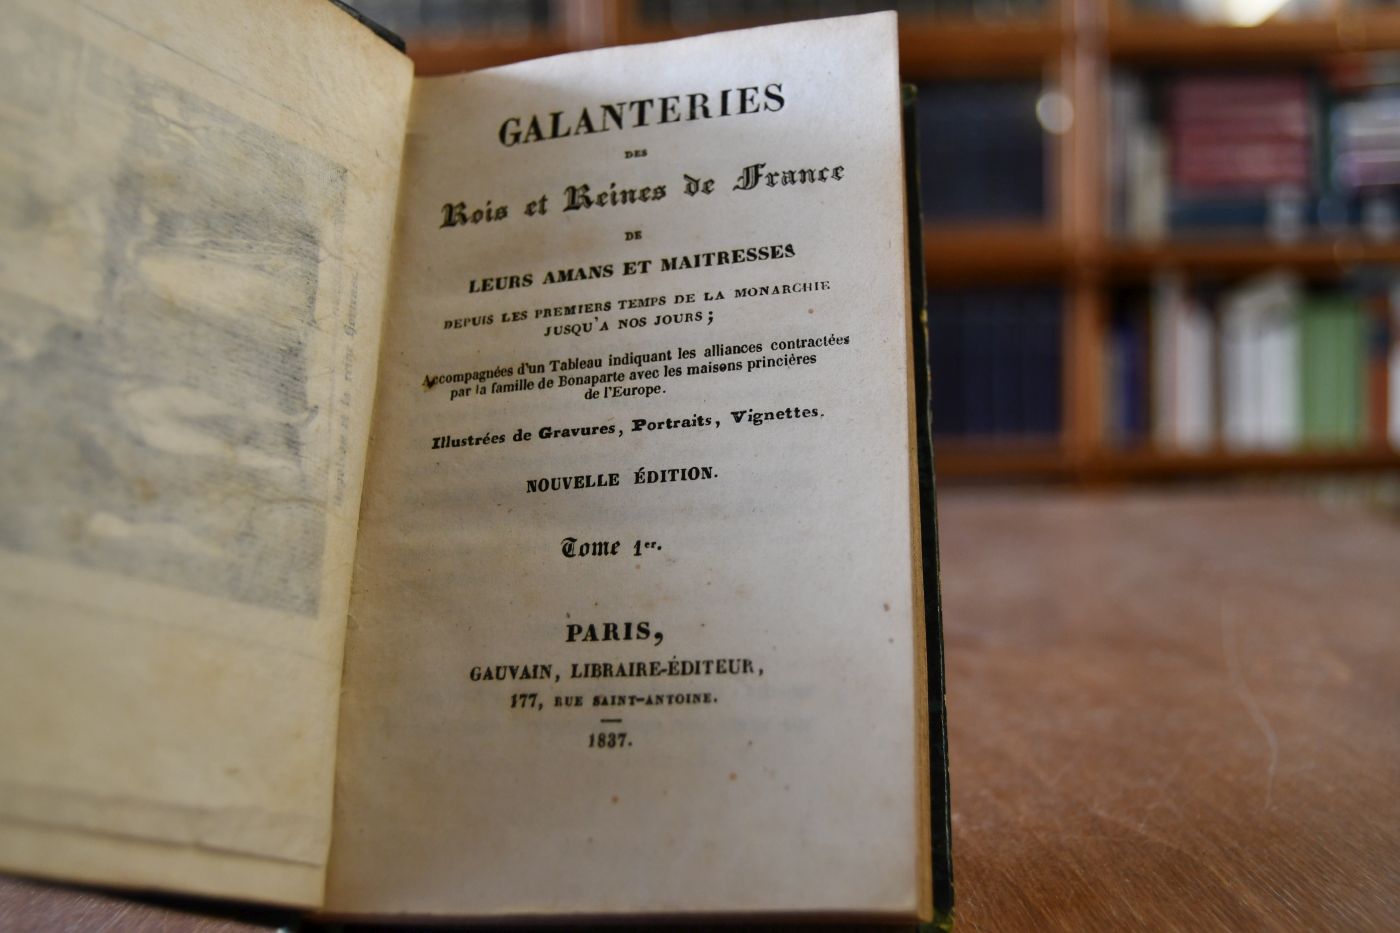 GALANTERIES
DES
Rois et Reines de France
DE
LEURS AMANS ET MAITRESSES
DEPUIS LES PREMIERS TEMPS DE LA MONARCHIE
JUSQU'A NOS JOURS ;
Accompagnées d'un Tableau indiquant les alliances contractées
par la famille de Bonaparte avec les maisons princières
de l'Europe.
Illustrées de Gravures, Portraits, Vignettes.
NOUVELLE ÉDITION.
Tome 1er.
PARIS,
GAUVAIN, LIBRAIRE-ÉDITEUR,
177, RUE SAINT-ANTOINE.
1837.